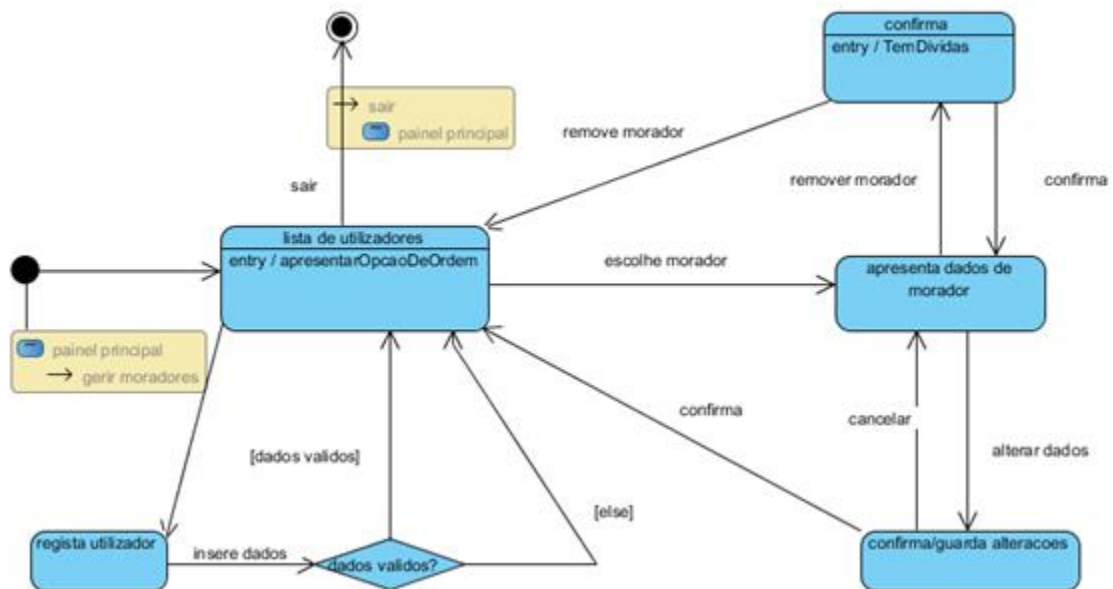 confirma
entry / TemDividas
sair
painel principal
remove morador
remover morador
confirma
sair
lista de utilizadores
entry / apresentarOpcaoDeOrdem
escolhe morador
apresenta dados de
morador
painel principal
gerir moradores
confirma
cancelar
[dados validos]
alterar dados
[else]
regista utilizador
insere dados
dados validos?
confirma/guarda alteracoes